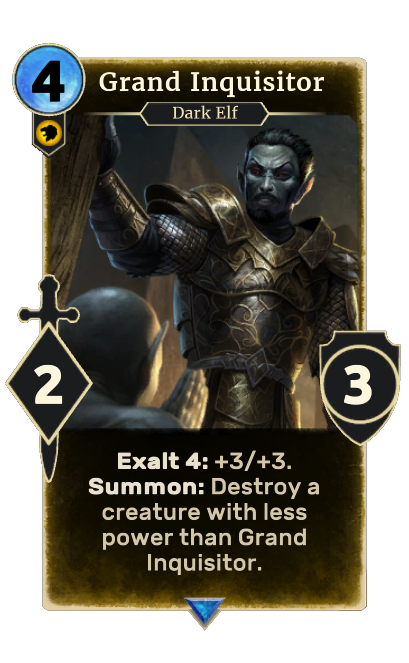 4
Grand Inquisitor
Dark Elf
2
3
Exalt 4: +3/+3.
Summon: Destroy a
creature with less
power than Grand
Inquisitor.